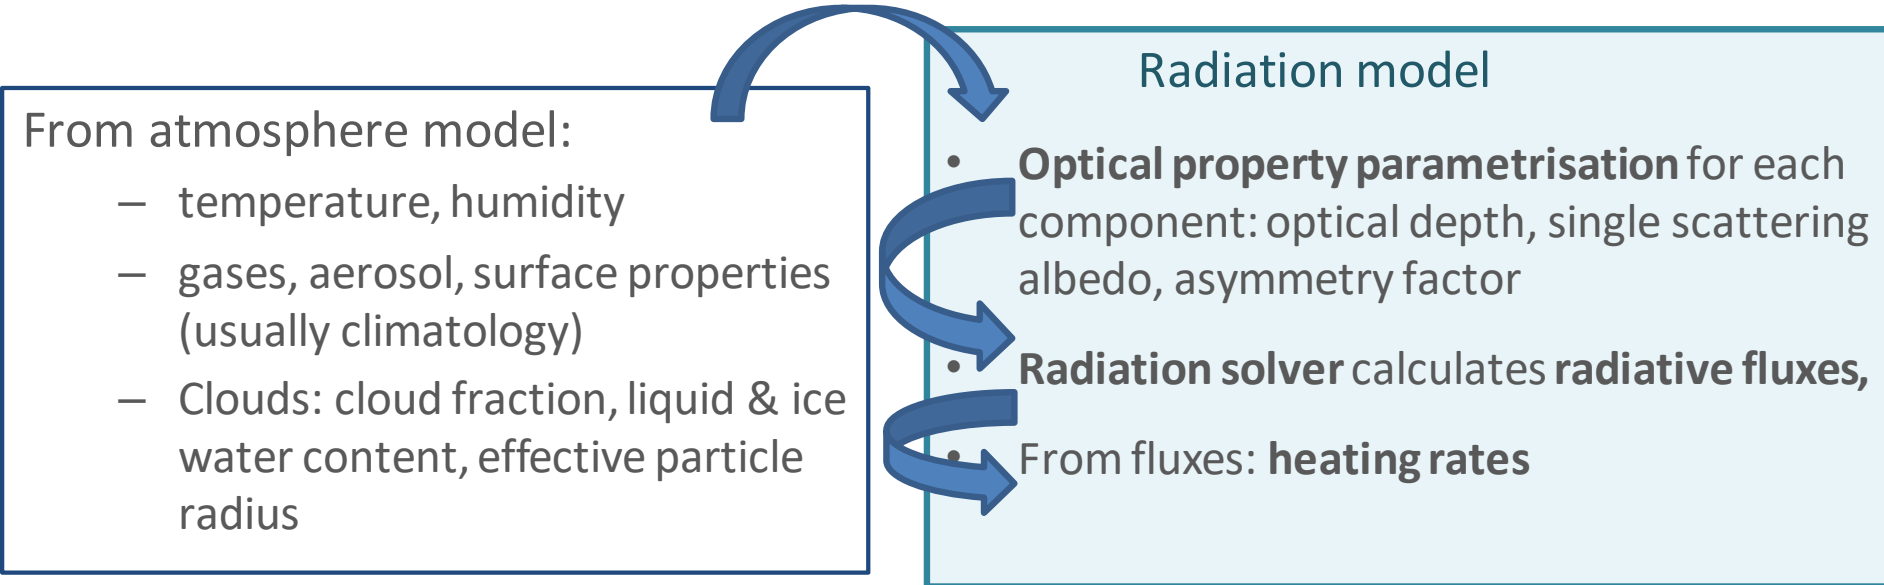 From atmosphere model:
– temperature, humidity
– gases, aerosol, surface properties
(usually climatology)
– Clouds: cloud fraction, liquid & ice
water content, effective particle
radius
Radiation model
• Optical property parametrisation for each
component: optical depth, single scattering
albedo, asymmetry factor
• Radiation solver calculates radiative fluxes,
• From fluxes: heating rates